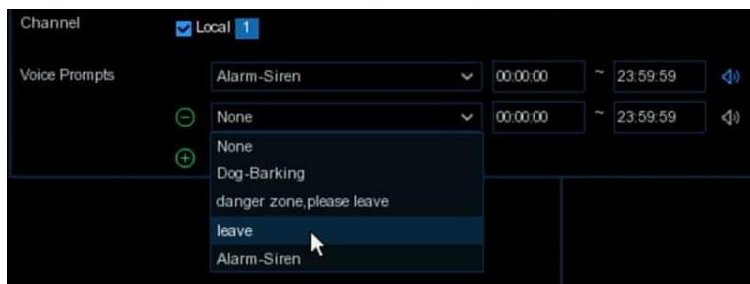 Channel Local 1
Voice Prompts Alarm-Siren 00:00:00 ~ 23:59:59
None 00:00:00 ~ 23:59:59
None
Dog-Barking
danger zone,please leave
leave
Alarm-Siren